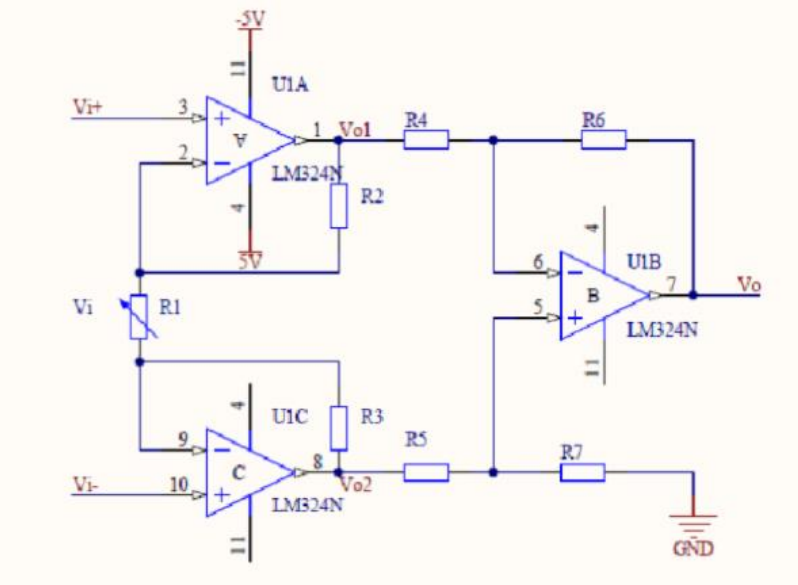 -5V
11
U1A
Vi+
3
+
A
2
−
1
Vo1
LM324N
4
5V
R2
R4
R6
Vi
R1
4
U1B
6
−
B
5
+
7
Vo
LM324N
11
4
U1C
R3
9
−
C
8
Vo2
Vi-
10
+
LM324N
11
R5
R7
GND